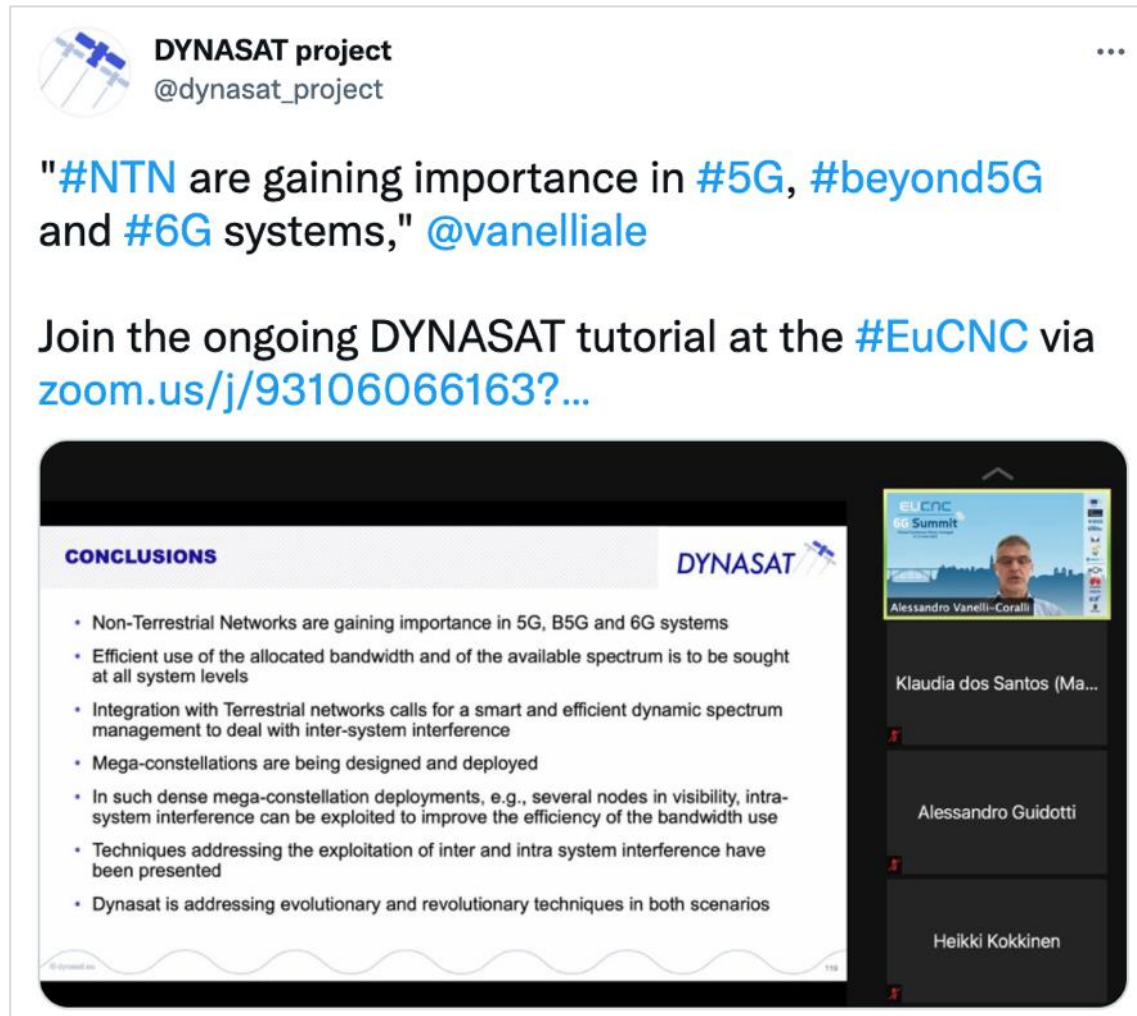 DYNASAT project
@dynasat_project
"#NTN are gaining importance in #5G, #beyond5G
and #6G systems," @vanelliale
Join the ongoing DYNASAT tutorial at the #EuCNC via
zoom.us/j/93106066163?...
CONCLUSIONS
DYNASAT
• Non-Terrestrial Networks are gaining importance in 5G, B5G and 6G systems
• Efficient use of the allocated bandwidth and of the available spectrum is to be sought
at all system levels
• Integration with Terrestrial networks calls for a smart and efficient dynamic spectrum
management to deal with inter-system interference
• Mega-constellations are being designed and deployed
• In such dense mega-constellation deployments, e.g., several nodes in visibility, intra-
system interference can be exploited to improve the efficiency of the bandwidth use
• Techniques addressing the exploitation of inter and intra system interference have
been presented
• Dynasat is addressing evolutionary and revolutionary techniques in both scenarios
© dynasat.eu
119
EUCNC
6G Summit
Alessandro Vanelli-Coralli
Klaudia dos Santos (Ma...
Alessandro Guidotti
Heikki Kokkinen